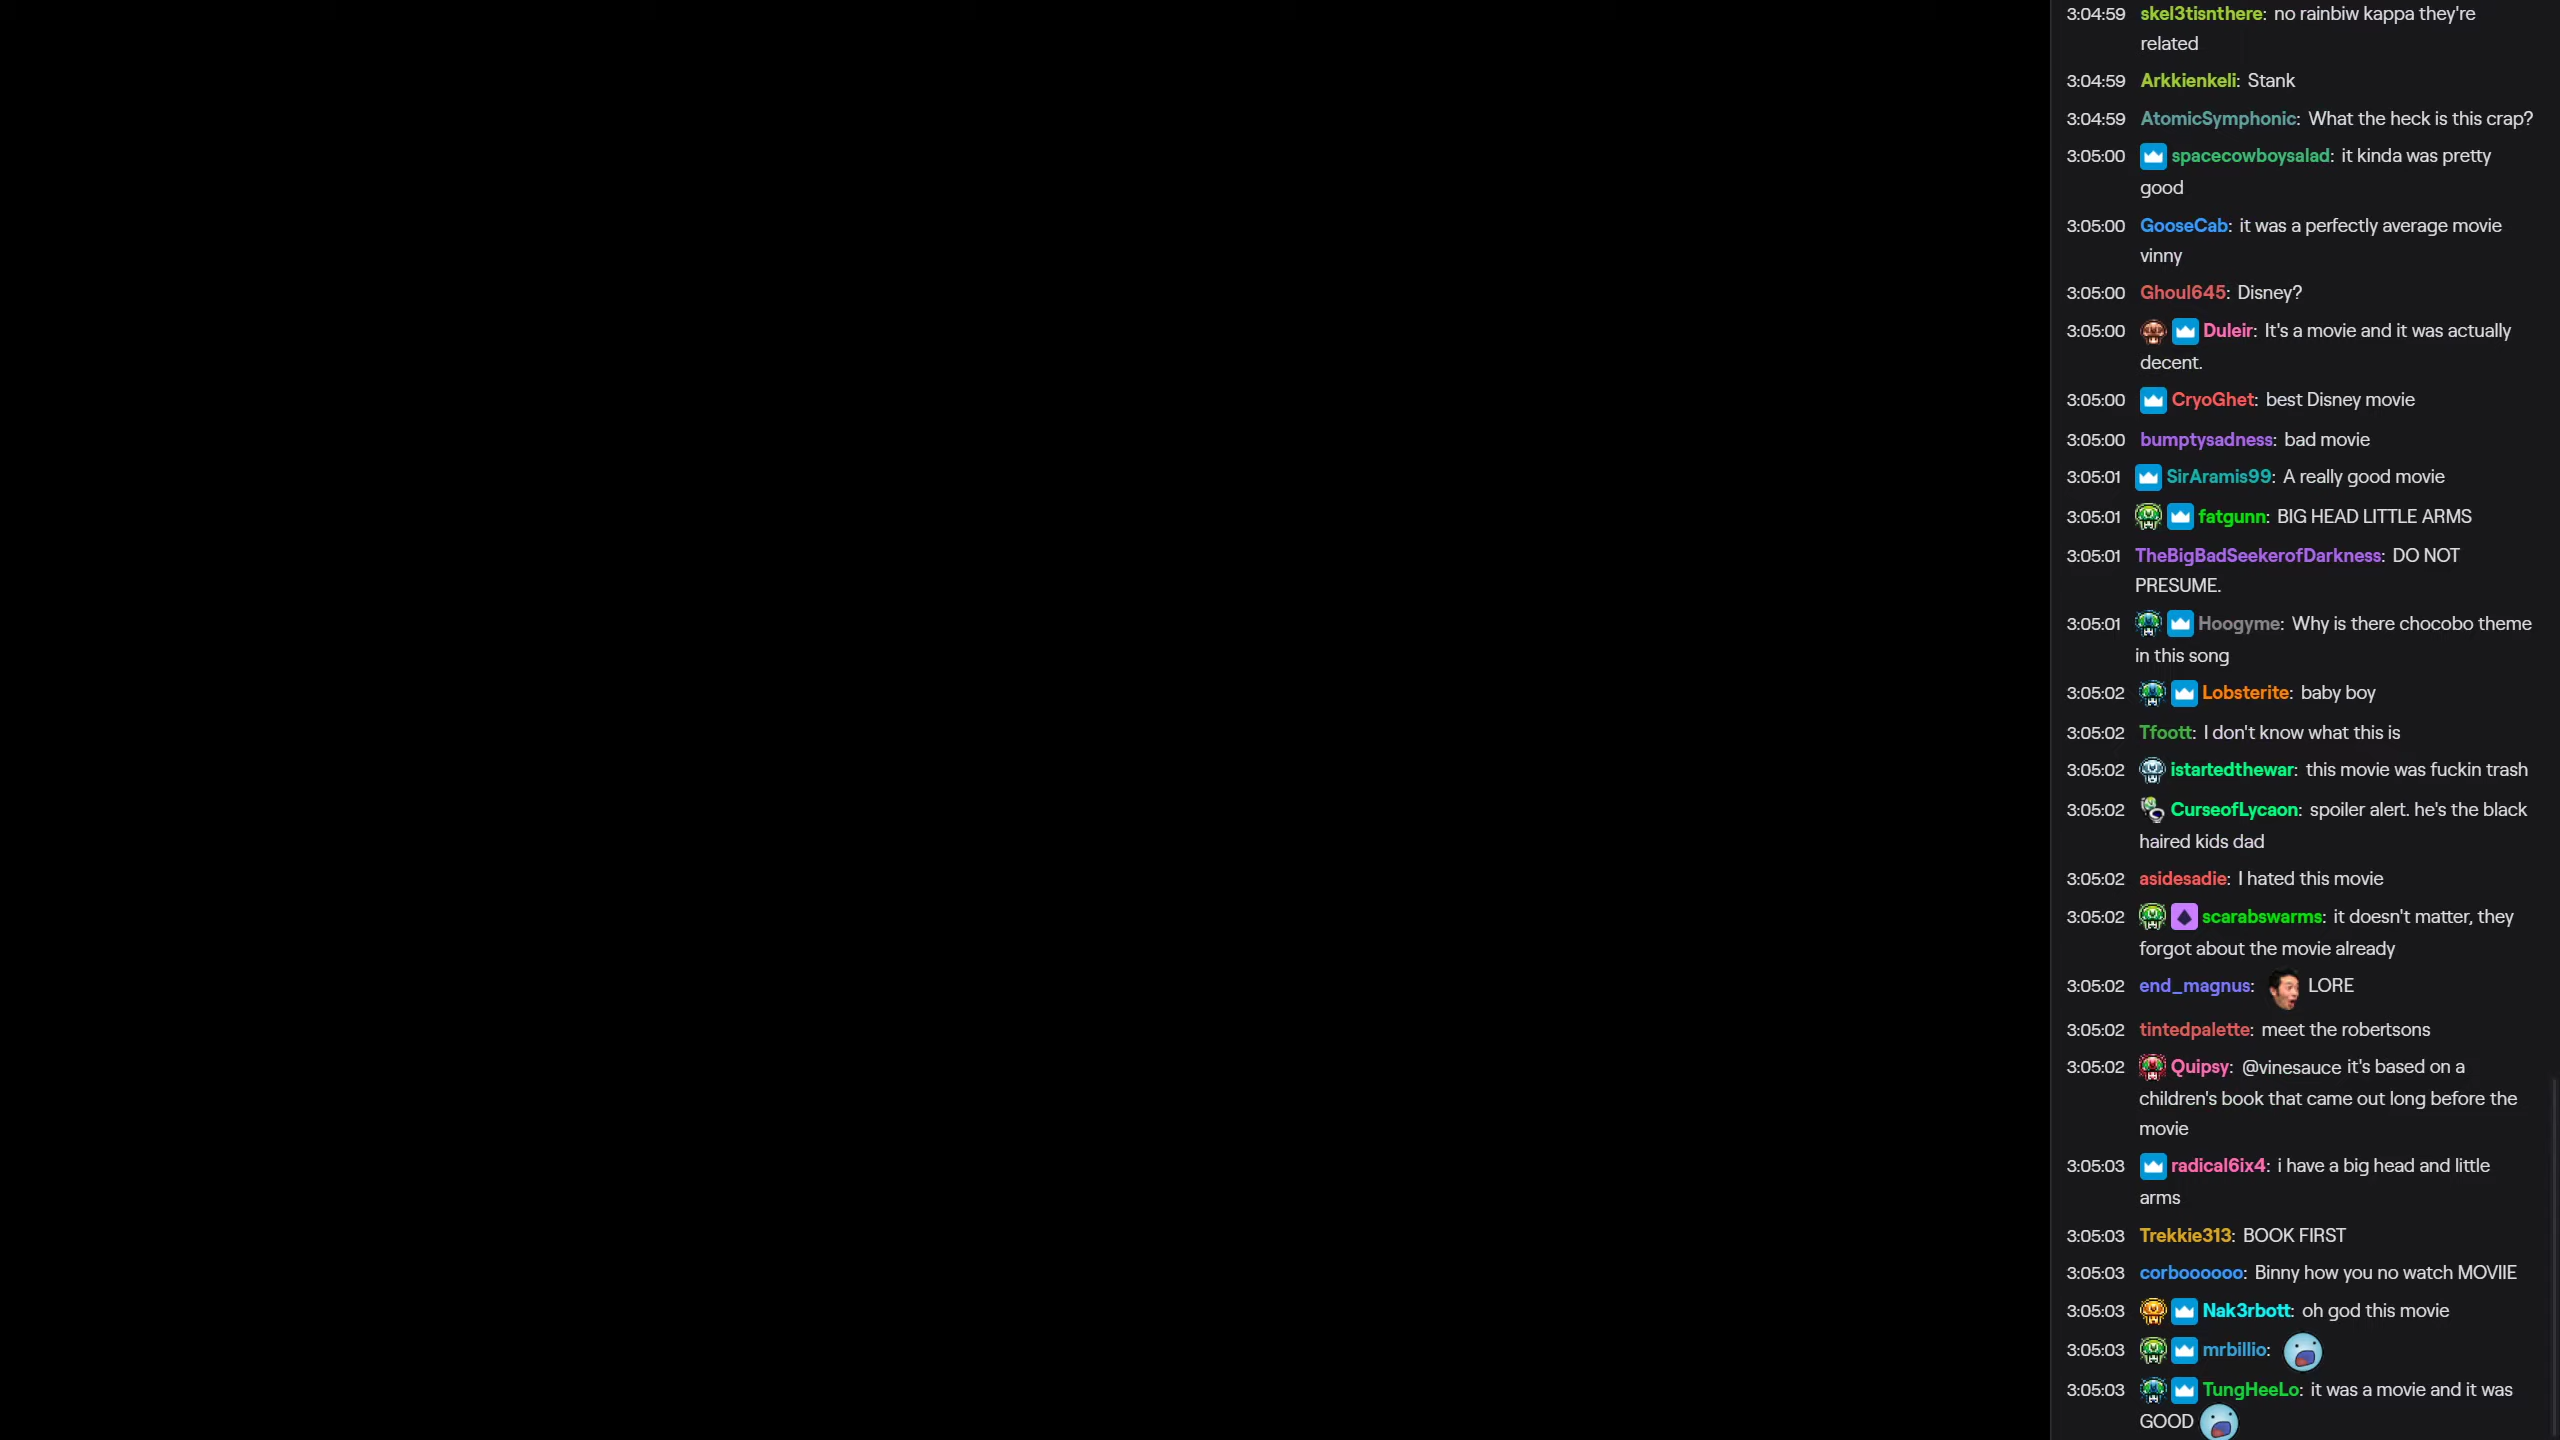 3:04:59 skel3tisnthere: no rainbiw kappa they're
related
3:04:59 Arkkienkeli: Stank
3:04:59 AtomicSymphonic: What the heck is this crap?
3:05:00 spacecowboysalad: it kinda was pretty
good
3:05:00 GooseCab: it was a perfectly average movie
vinny
3:05:00 Ghoul645: Disney?
3:05:00 Duleir: It's a movie and it was actually
decent.
3:05:00 CryoGhet: best Disney movie
3:05:00 bumptysadness: bad movie
3:05:01 SirAramis99: A really good movie
3:05:01 fatgunn: BIG HEAD LITTLE ARMS
3:05:01 TheBigBadSeekerofDarkness: DO NOT
PRESUME.
3:05:01 Hoogyme: Why is there chocobo theme
in this song
3:05:02 Lobsterite: baby boy
3:05:02 Tfoott: I don't know what this is
3:05:02 istartedthewar: this movie was fuckin trash
3:05:02 CurseofLycaon: spoiler alert. he's the black
haired kids dad
3:05:02 asidesadie: I hated this movie
3:05:02 scarabswarms: it doesn't matter, they
forgot about the movie already
3:05:02 end_magnus: LORE
3:05:02 tintedpalette: meet the robertsons
3:05:02 Quipsy: @vinesauce it's based on a
children's book that came out long before the
movie
3:05:03 radical6ix4: i have a big head and little
arms
3:05:03 Trekkie313: BOOK FIRST
3:05:03 corboooooo: Binny how you no watch MOVIIE
3:05:03 Nak3rbott: oh god this movie
3:05:03 mrbillio:
3:05:03 TungHeeLo: it was a movie and it was
GOOD